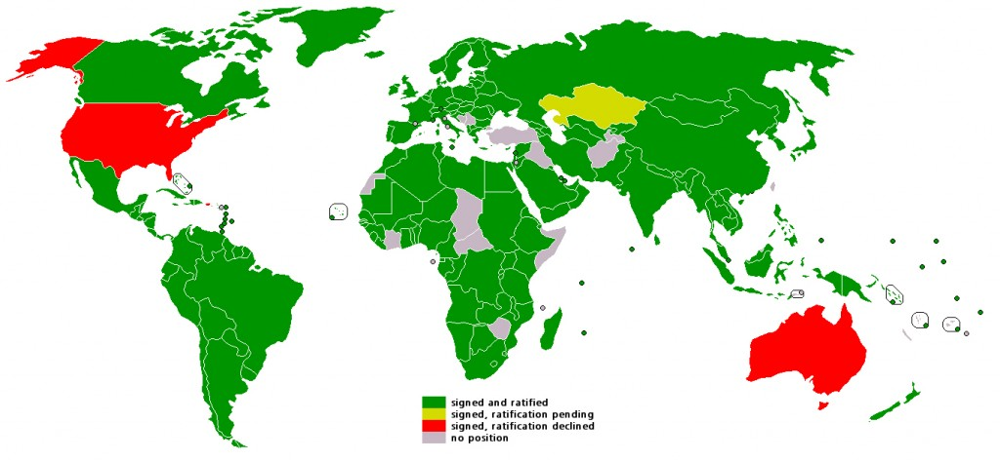 signed and ratified
signed, ratification pending
signed, ratification declined
no position